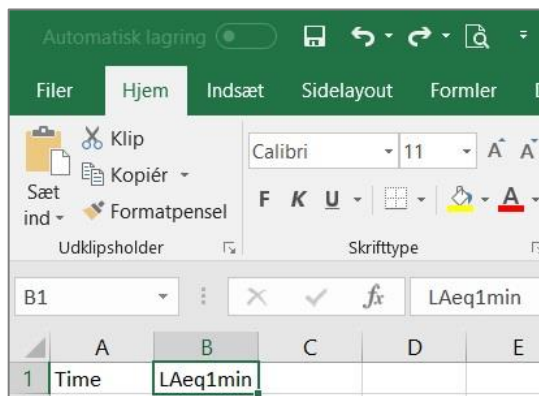 Automatisk lagring
Filer Hjem Indsæt Sidelayout Formler
Klip
Kopiér
Formatpensel
Sæt
ind
Calibri 11 A A
F K U A
Udklipsholder Skrifttype
B1 fx LAeq1min
A B C D E
1 Time LAeq1min